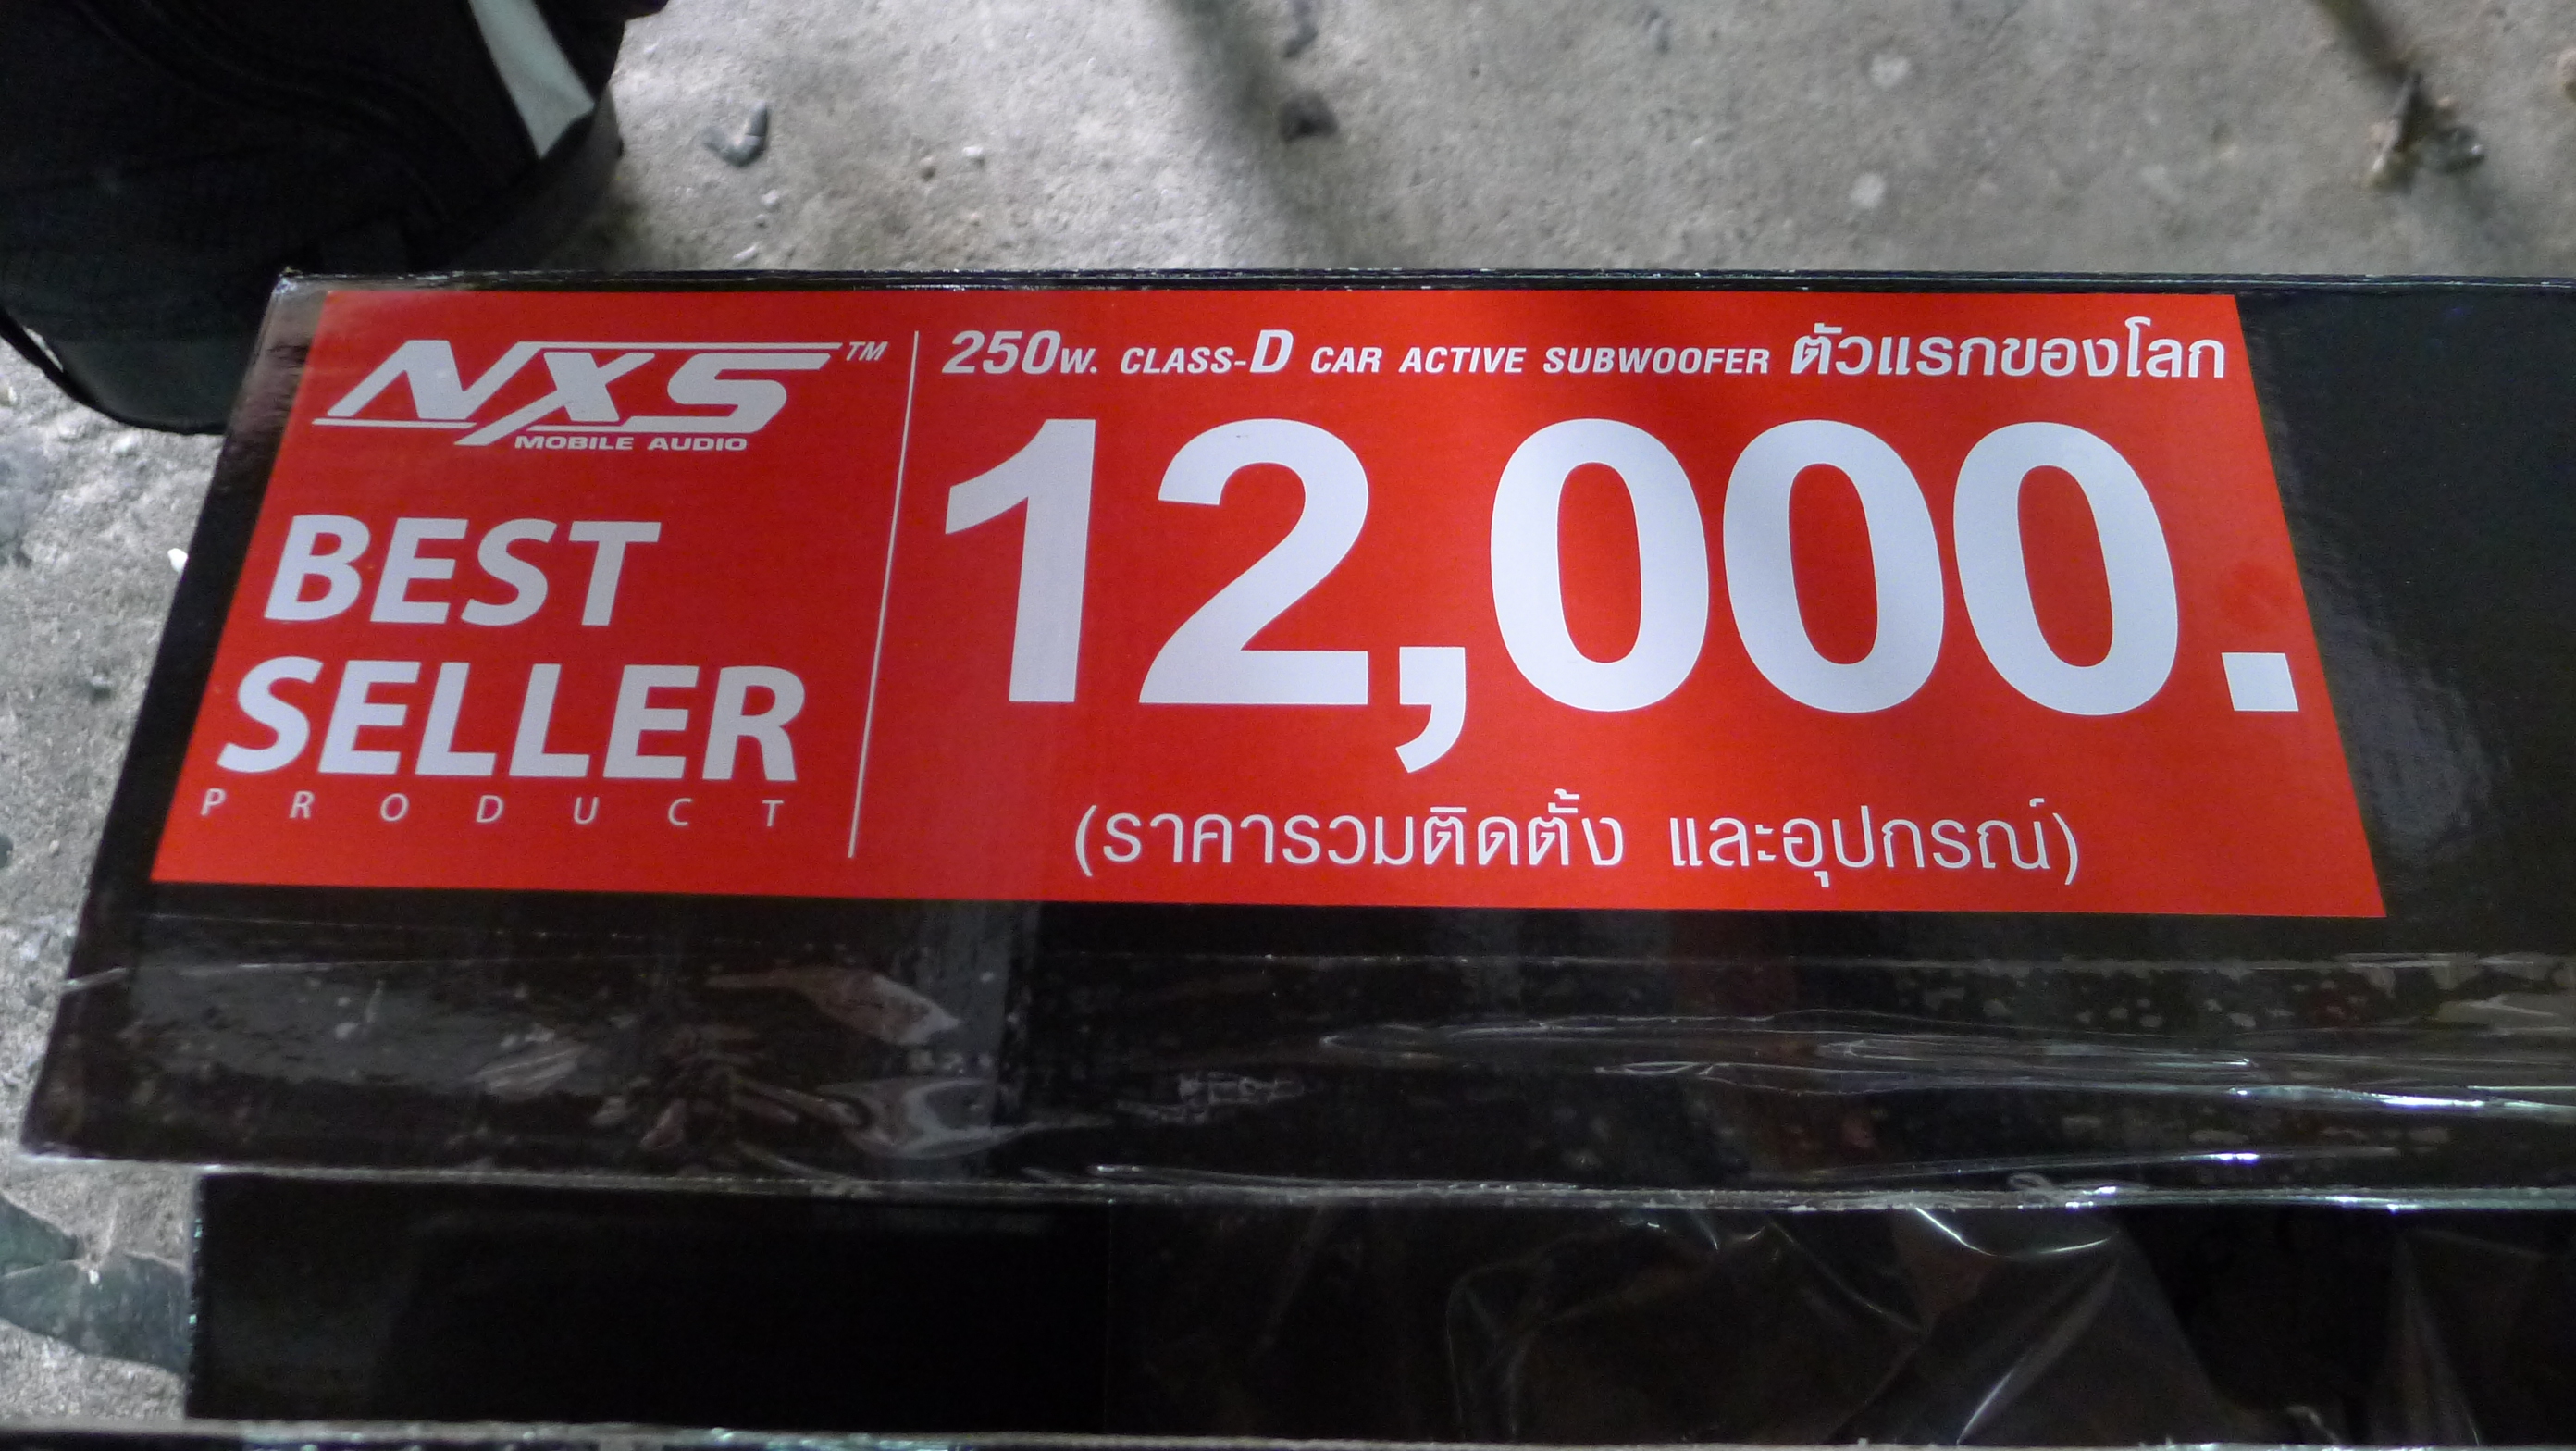 NXS™
MOBILE AUDIO
BEST
SELLER
PRODUCT
250W. CLASS-D CAR ACTIVE SUBWOOFER ตัวแรกของโลก
12,000.
(ราคารวมติดตั้ง และอุปกรณ์)